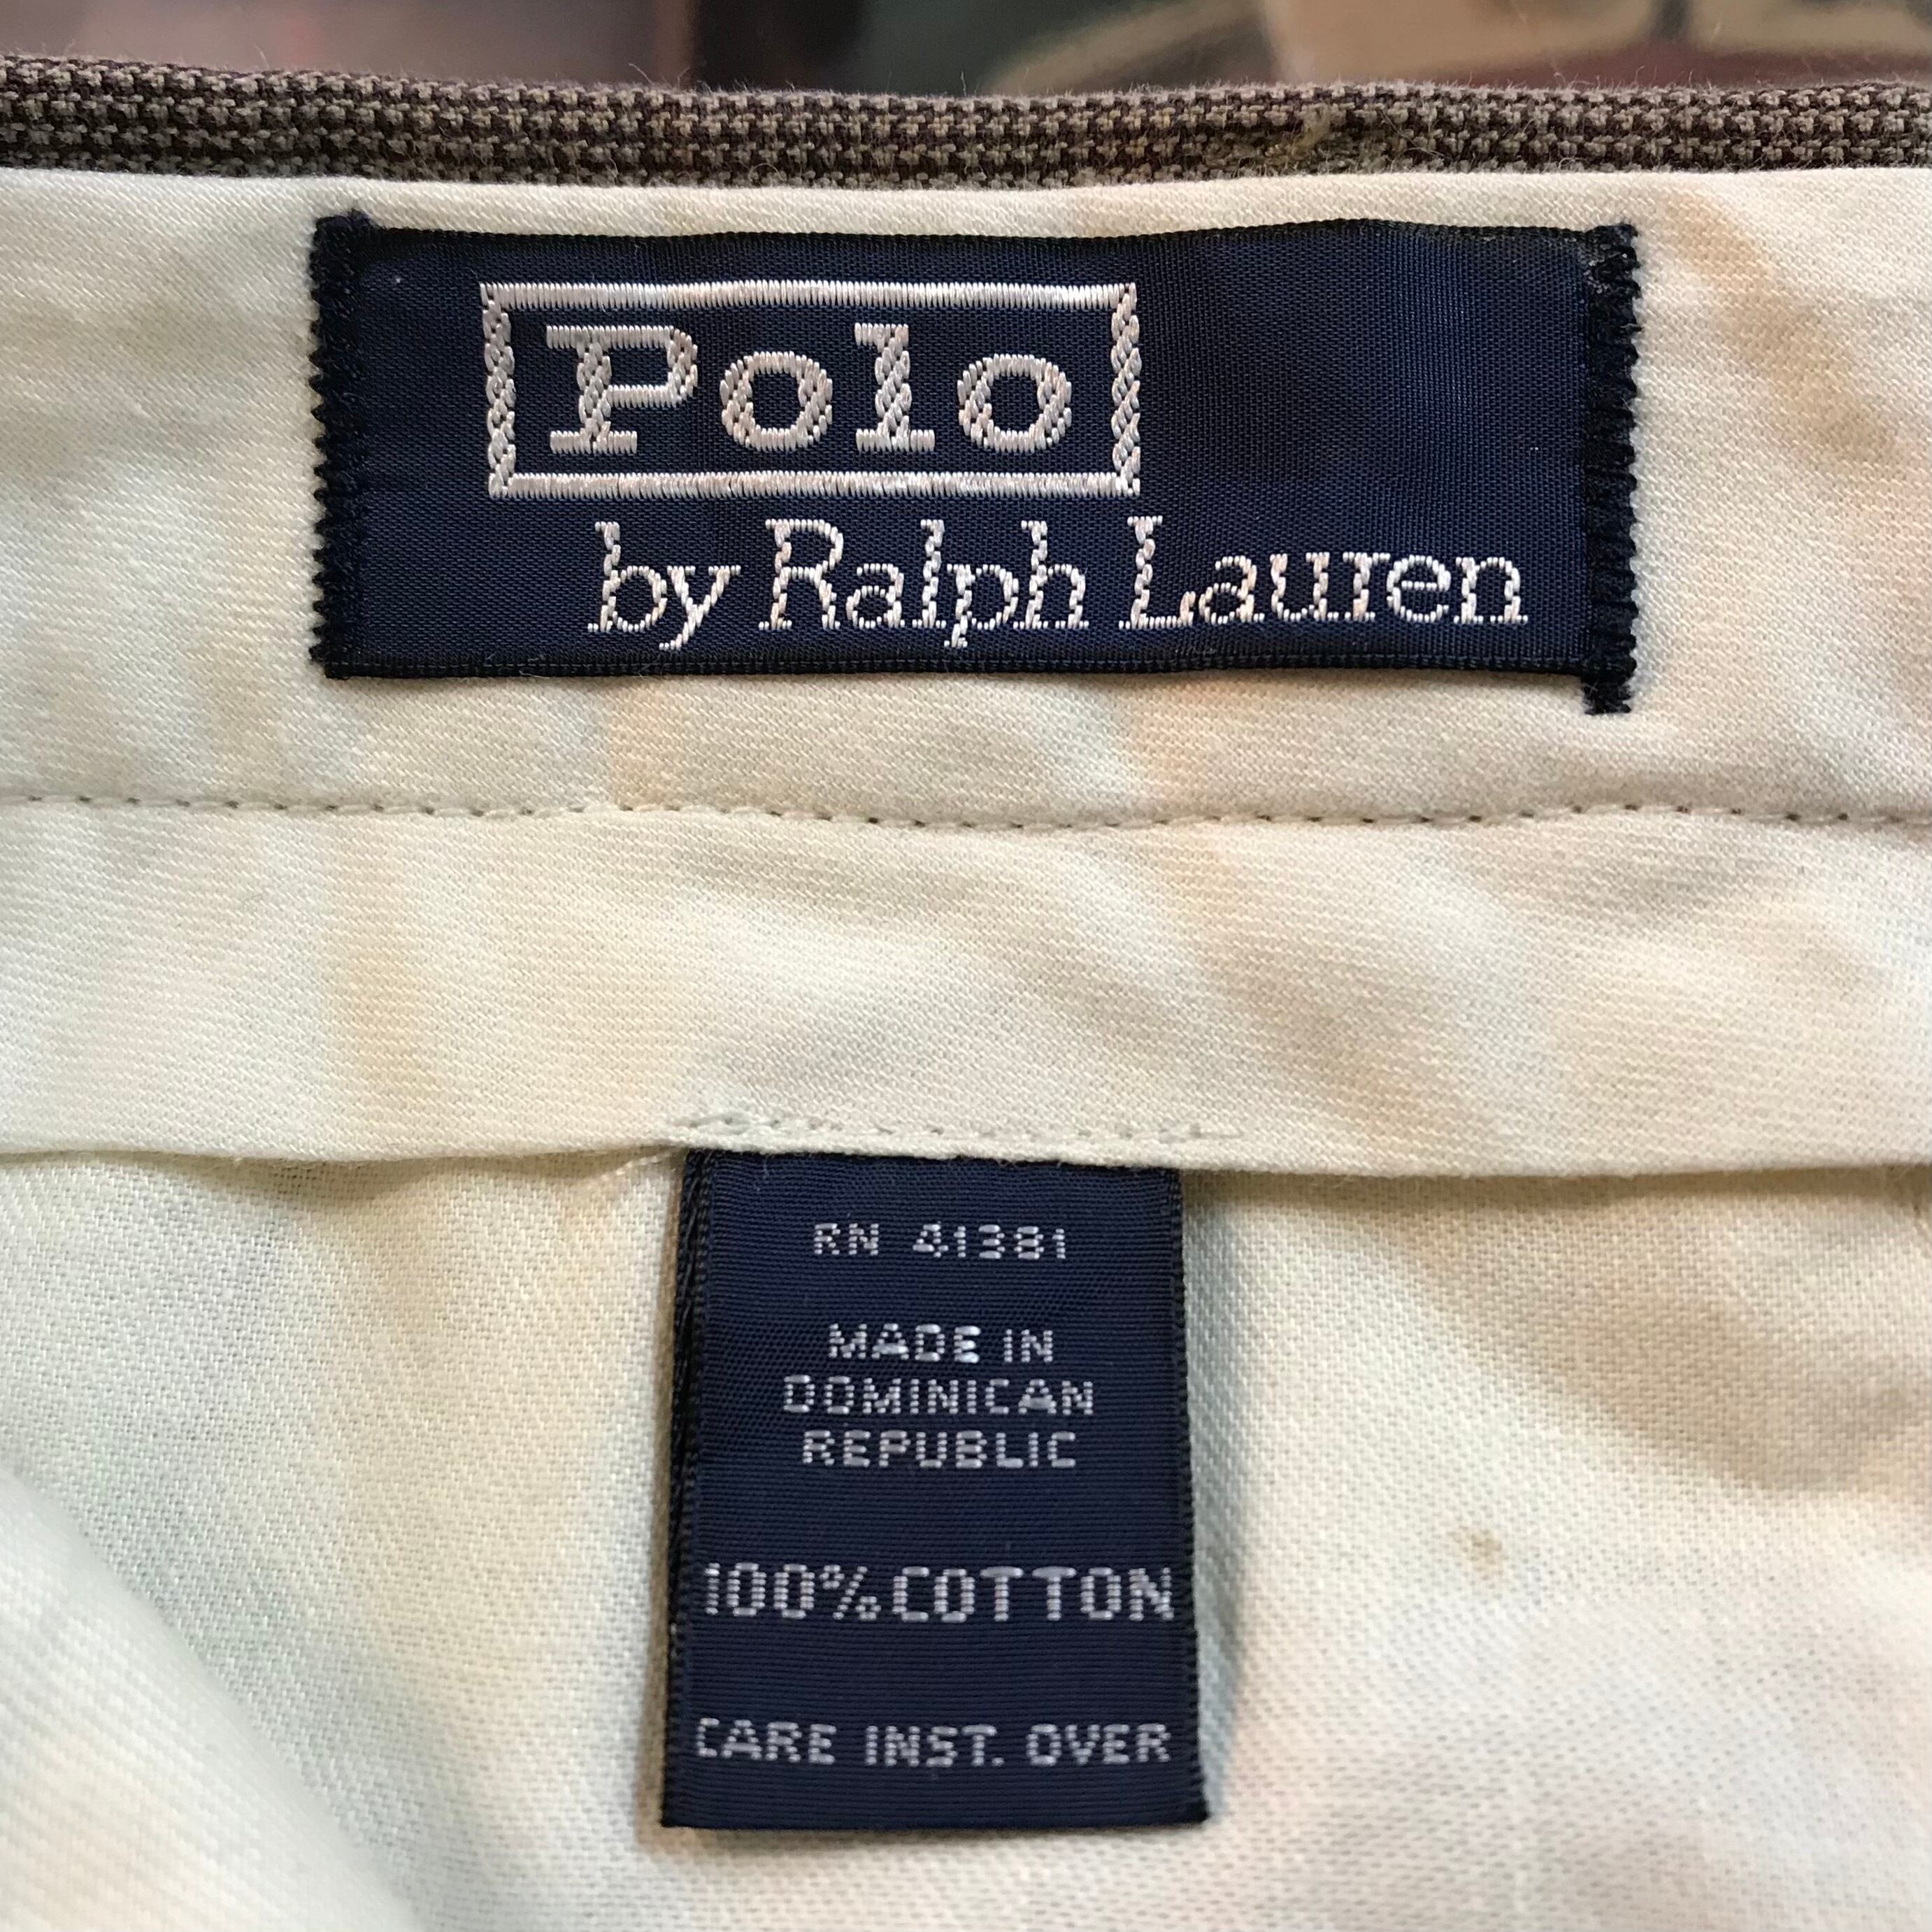 Polo
by Ralph Lauren
RN 41381
MADE IN
DOMINICAN
REPUBLIC
100% COTTON
CARE INST. OVER